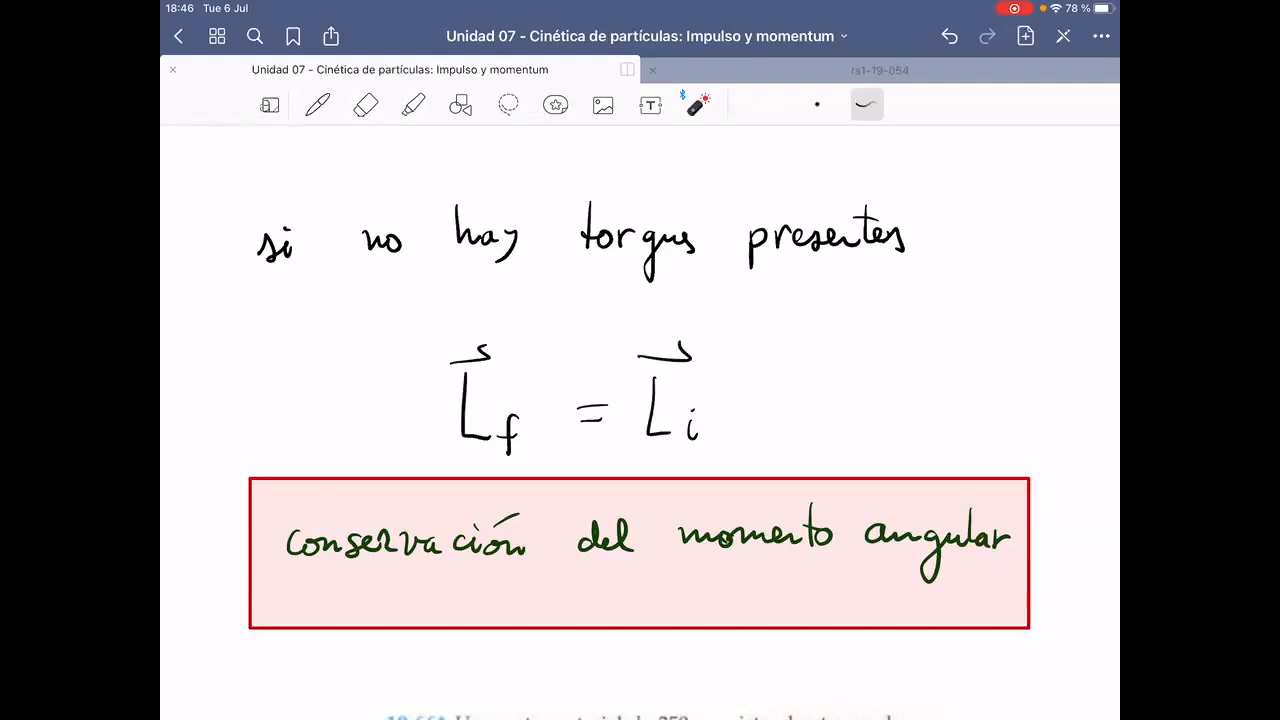 18:46 Tue 6 Jul 78 %
Unidad 07 - Cinética de partículas: Impulso y momentum
Unidad 07 - Cinética de partículas: Impulso y momentum rs1-19-054
T
si no hay torques presentes
L⃗f = L⃗i
conservación del momento angular